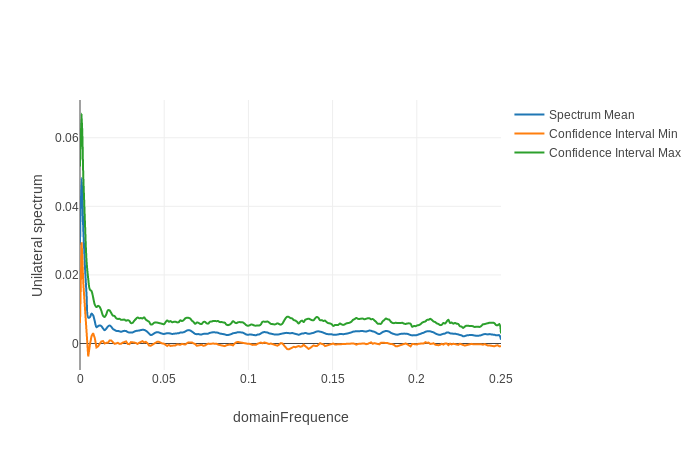 Spectrum Mean
Confidence Interval Min
Confidence Interval Max
Unilateral spectrum
0.06
0.04
0.02
0
0 0.05 0.1 0.15 0.2 0.25
domainFrequence